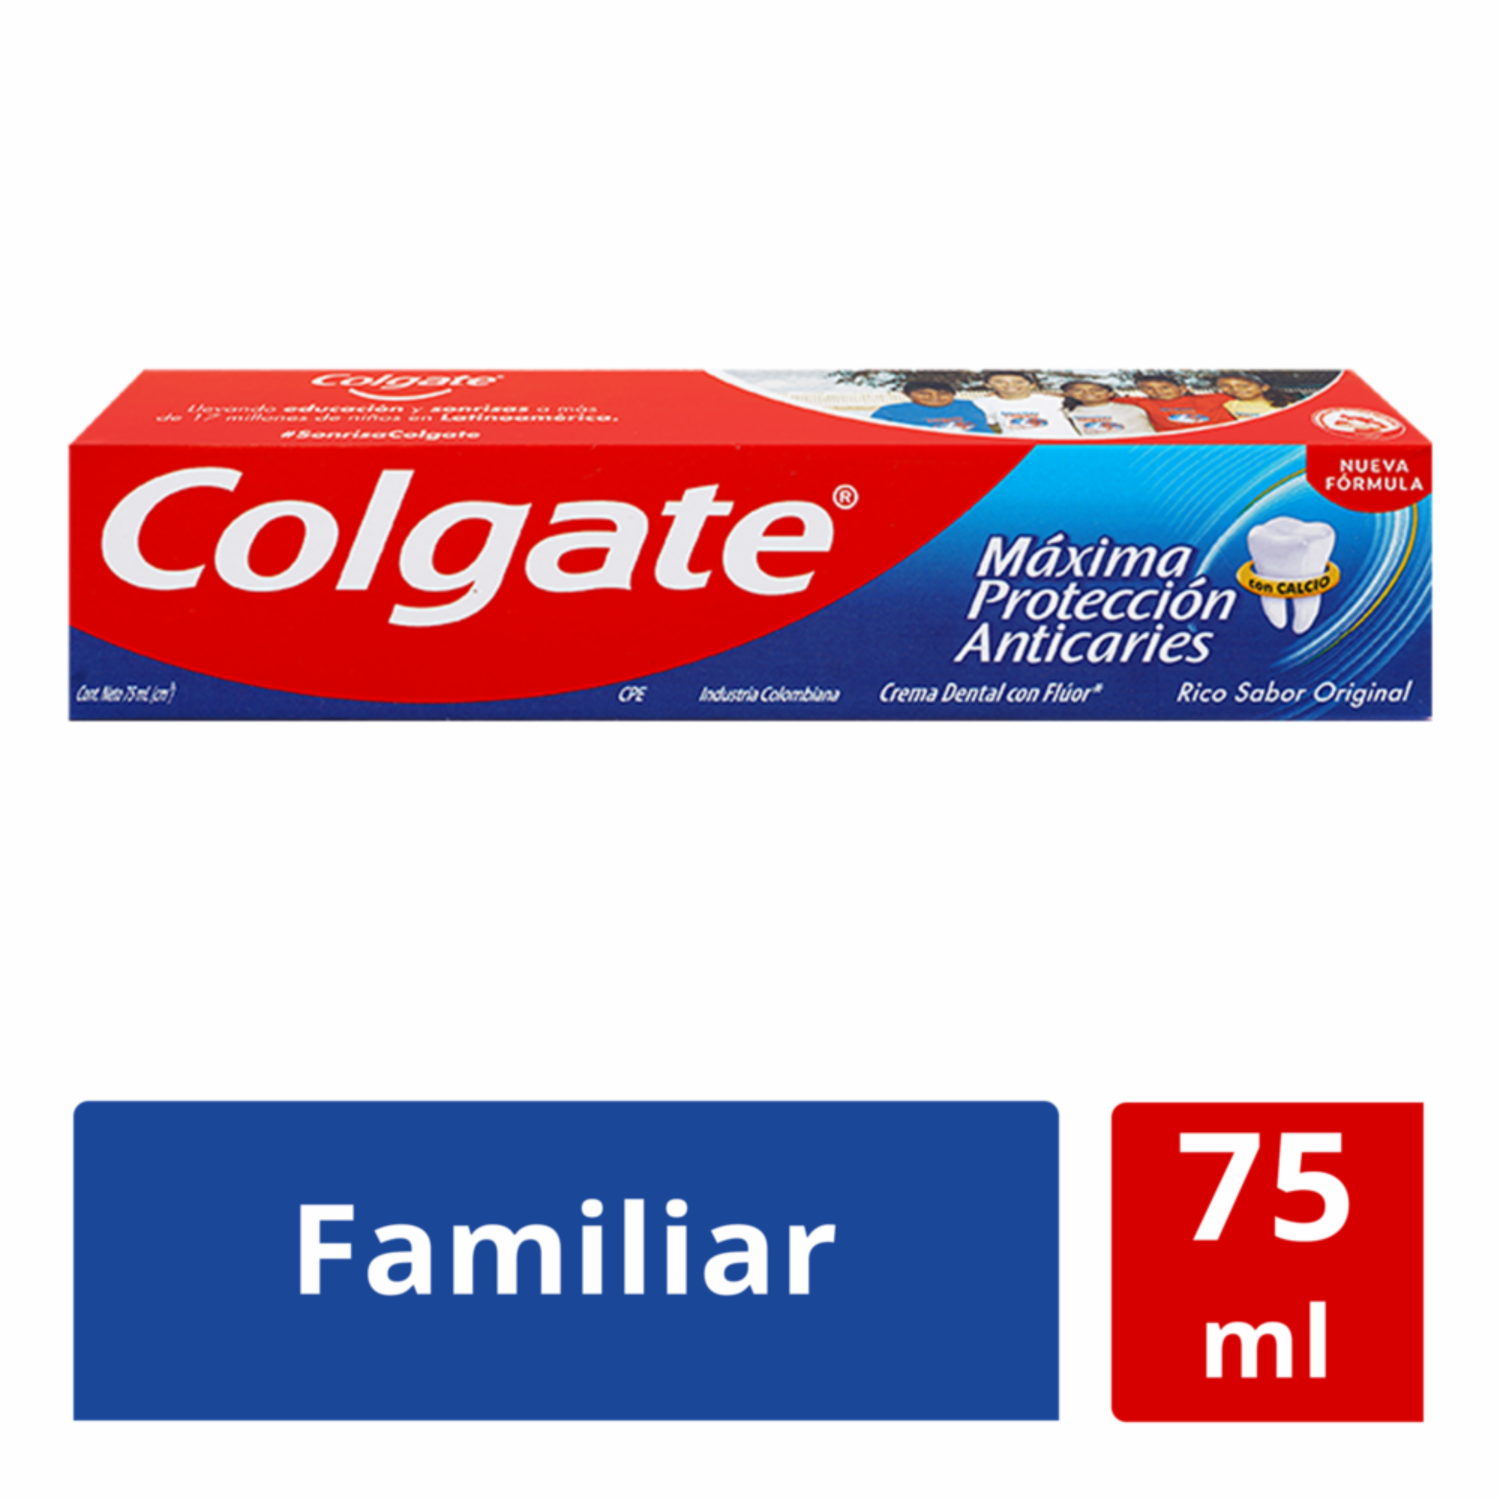 Colgate
Llevando educación y sonrisas a más
de 17 millones de niños en Latinoamérica.
#SonrisaColgate
Colgate®
NUEVA
FÓRMULA
Máxima
Protección
Anticaries
con CALCIO
Cont. Neto 75 mL (cm³)
CPE
Industria Colombiana
Crema Dental con Flúor*
Rico Sabor Original
Familiar
75
ml